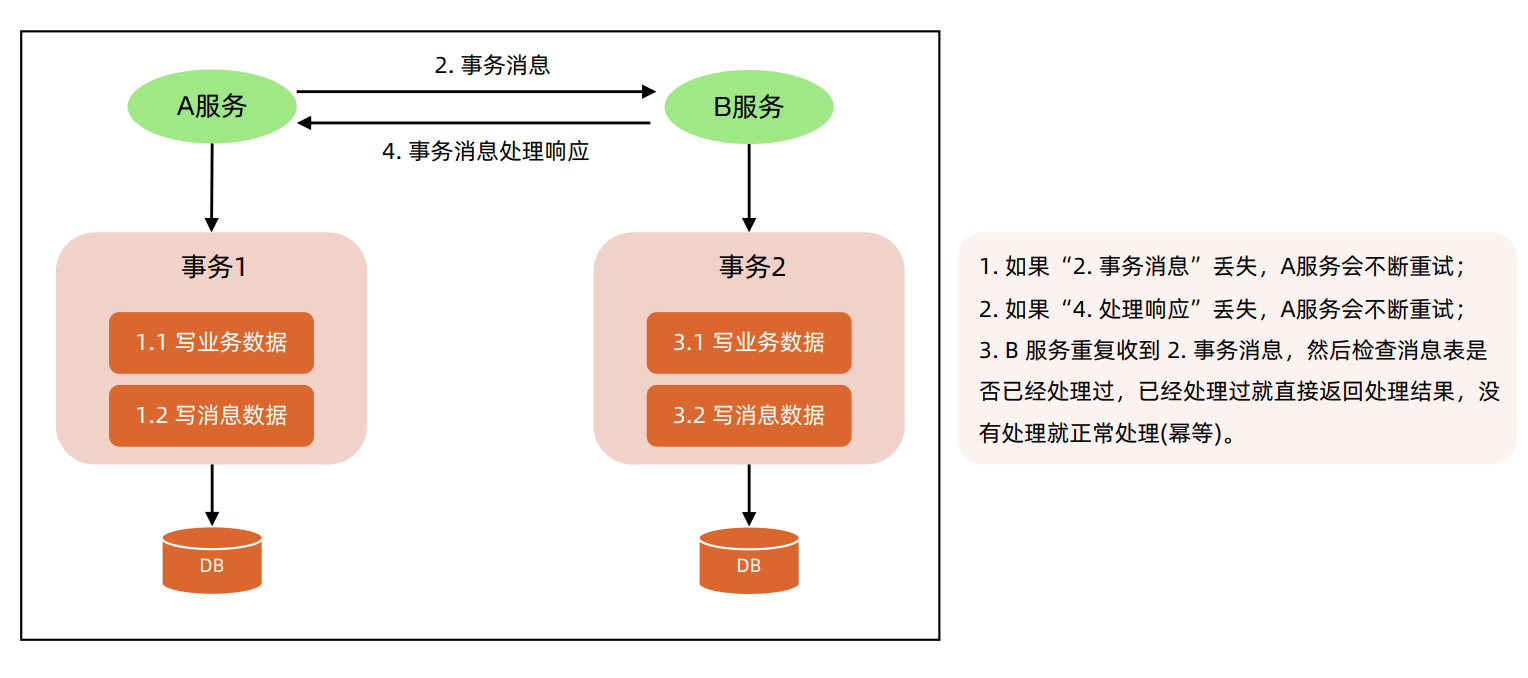 2. 事务消息
A服务
B服务
4. 事务消息处理响应
事务1
事务2
1.1 写业务数据
1.2 写消息数据
3.1 写业务数据
3.2 写消息数据
DB
DB
1. 如果“2. 事务消息”丢失，A服务会不断重试；
2. 如果“4. 处理响应”丢失，A服务会不断重试；
3. B 服务重复收到 2. 事务消息，然后检查消息表是
否已经处理过，已经处理过就直接返回处理结果，没
有处理就正常处理(幂等)。